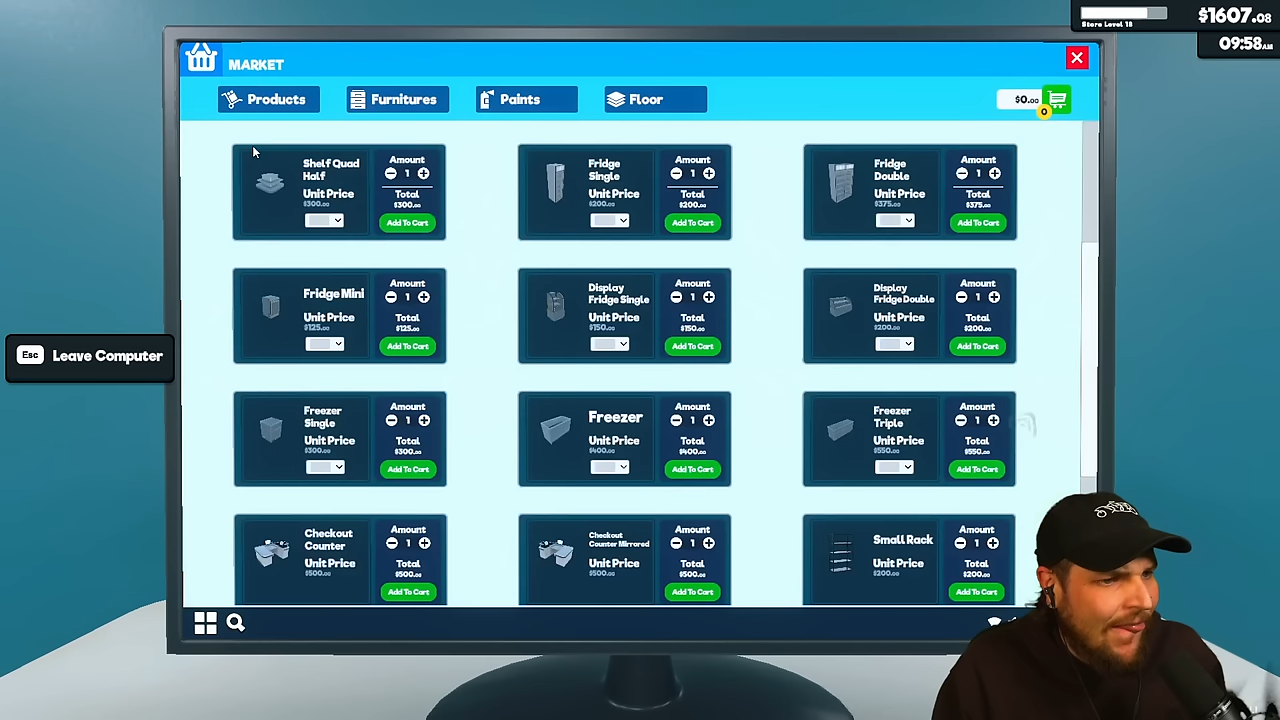 $1607.08
Store Level 18
09:58AM
MARKET
Products
Furnitures
Paints
Floor
$0.00
0
Shelf Quad
Half
Unit Price
$300.00
Amount
1
Total
$300.00
Add To Cart
Fridge
Single
Unit Price
$200.00
Amount
1
Total
$200.00
Add To Cart
Fridge
Double
Unit Price
$375.00
Amount
1
Total
$375.00
Add To Cart
Fridge Mini
Unit Price
$125.00
Amount
1
Total
$125.00
Add To Cart
Display
Fridge Single
Unit Price
$150.00
Amount
1
Total
$150.00
Add To Cart
Display
Fridge Double
Unit Price
$200.00
Amount
1
Total
$200.00
Add To Cart
Esc
Leave Computer
Freezer
Single
Unit Price
$300.00
Amount
1
Total
$300.00
Add To Cart
Freezer
Unit Price
$400.00
Amount
1
Total
$400.00
Add To Cart
Freezer
Triple
Unit Price
$550.00
Amount
1
Total
$550.00
Add To Cart
Checkout
Counter
Unit Price
$500.00
Amount
1
Total
$500.00
Add To Cart
Checkout
Counter Mirrored
Unit Price
$500.00
Amount
1
Total
$500.00
Add To Cart
Small Rack
Unit Price
$200.00
Amount
1
Total
$200.00
Add To Cart